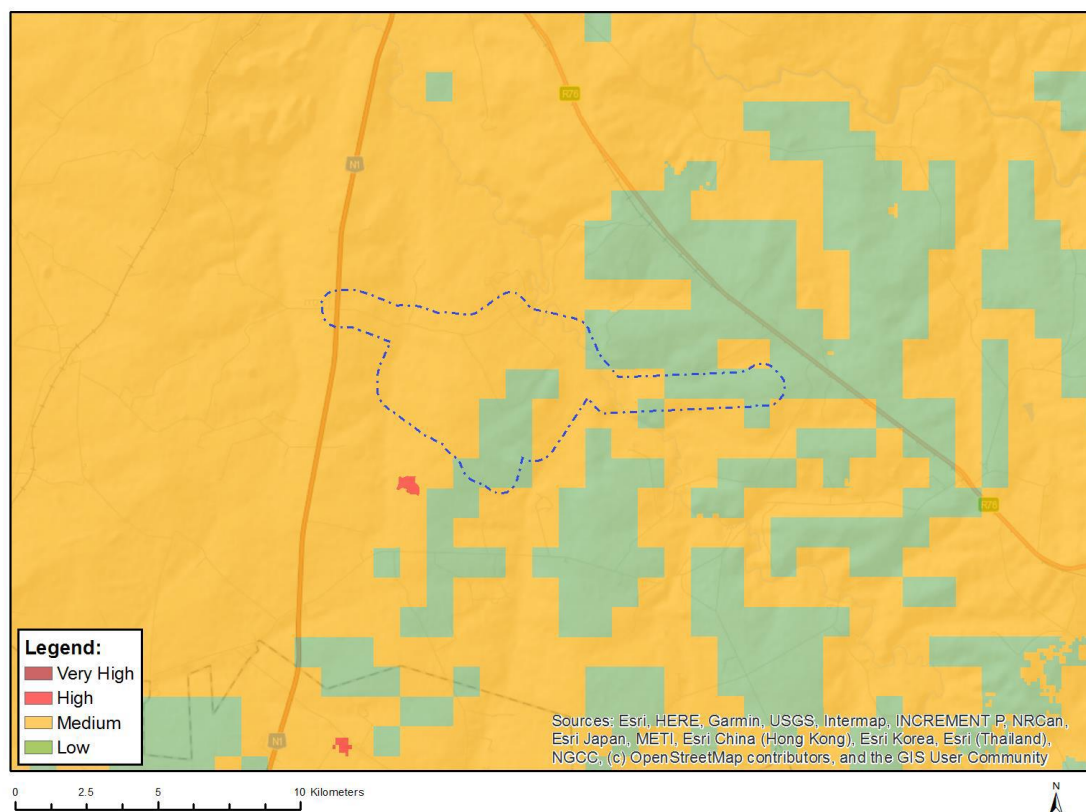 R76
N1
R76
N1
Legend:
Very High
High
Medium
Low
Sources: Esri, HERE, Garmin, USGS, Intermap, INCREMENT P, NRCan,
Esri Japan, METI, Esri China (Hong Kong), Esri Korea, Esri (Thailand),
NGCC, (c) OpenStreetMap contributors, and the GIS User Community
0 2.5 5 10 Kilometers
N